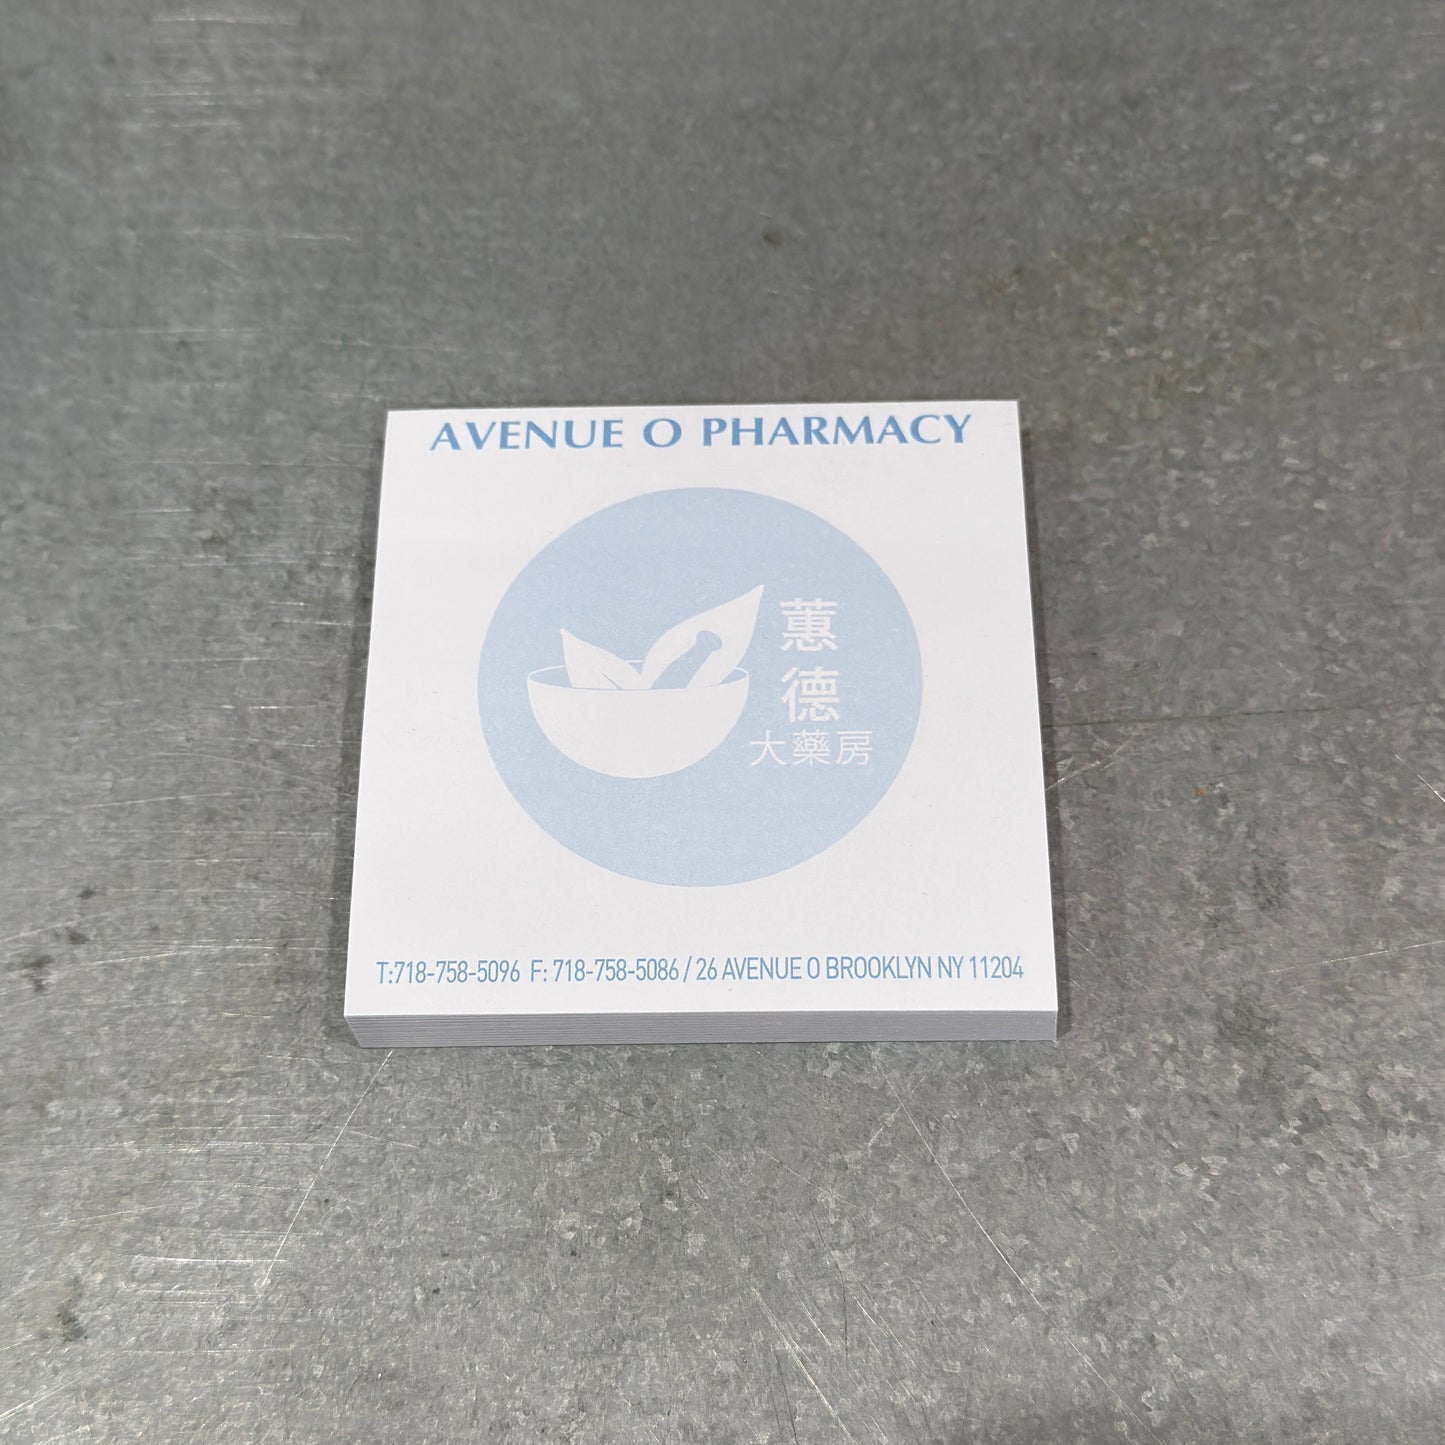 AVENUE O PHARMACY
蕙
德
大藥房
T:718-758-5096 F: 718-758-5086 / 26 AVENUE O BROOKLYN NY 11204